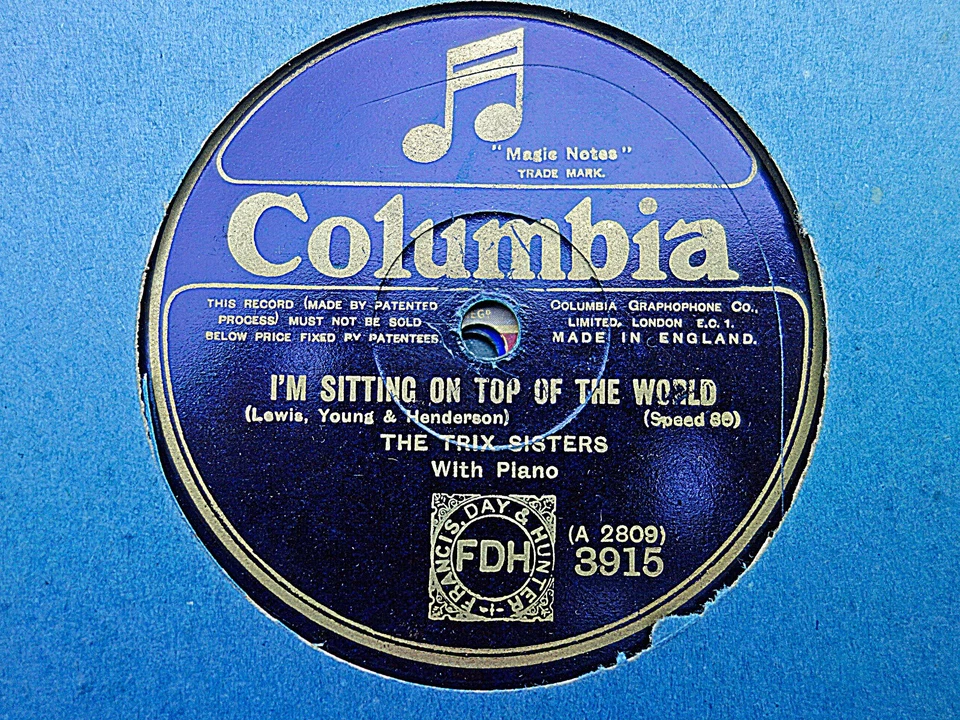 "Magic Notes"
TRADE MARK.
Columbia
THIS RECORD (MADE BY PATENTED
PROCESS) MUST NOT BE SOLD
BELOW PRICE FIXED BY PATENTEES.
COLUMBIA GRAPHOPHONE CO.,
LIMITED, LONDON E.C.1.
MADE IN ENGLAND.
I'M SITTING ON TOP OF THE WORLD
(Lewis, Young & Henderson) (Speed 80)
THE TRIX SISTERS
With Piano
FRANCIS, DAY & HUNTER
FDH
(A 2809)
3915